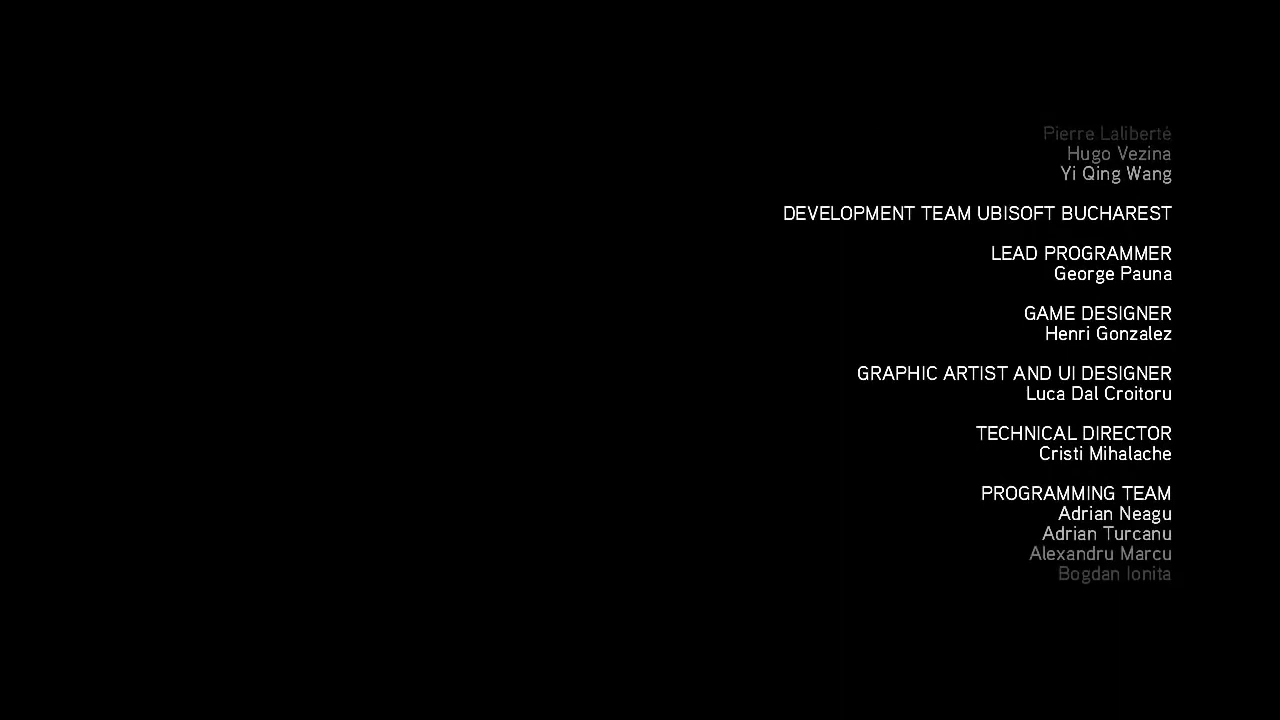 Pierre Laliberté
Hugo Vezina
Yi Qing Wang
DEVELOPMENT TEAM UBISOFT BUCHAREST
LEAD PROGRAMMER
George Pauna
GAME DESIGNER
Henri Gonzalez
GRAPHIC ARTIST AND UI DESIGNER
Luca Dal Croitoru
TECHNICAL DIRECTOR
Cristi Mihalache
PROGRAMMING TEAM
Adrian Neagu
Adrian Turcanu
Alexandru Marcu
Bogdan Ionita